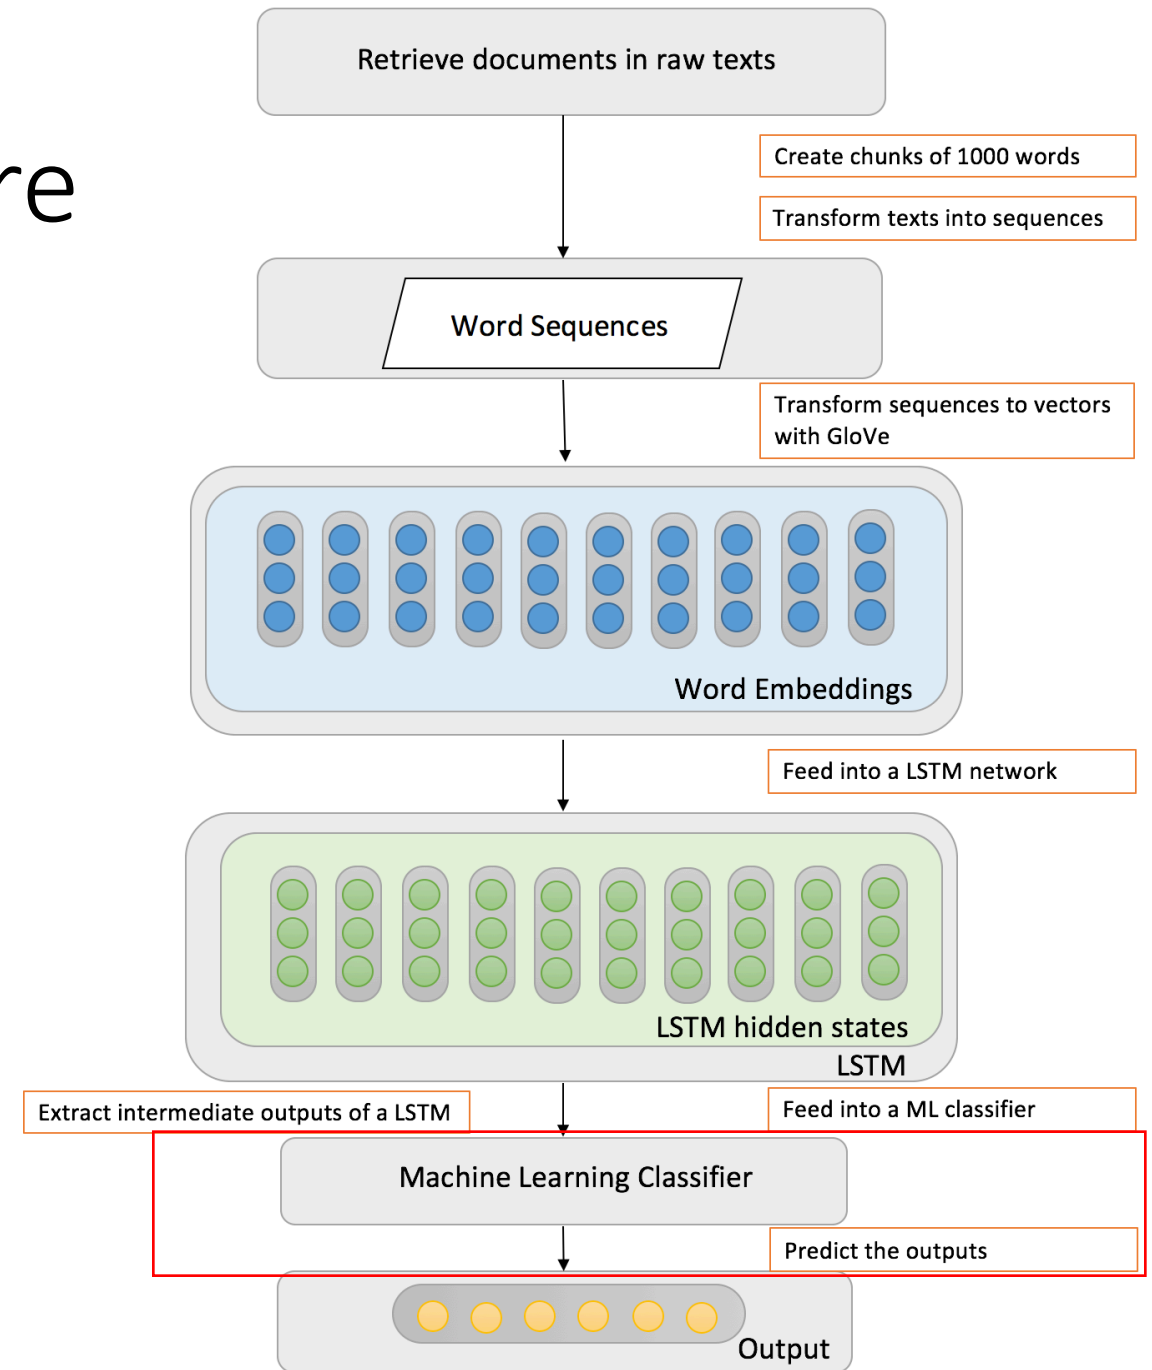 Retrieve documents in raw texts
re
Create chunks of 1000 words
Transform texts into sequences
Word Sequences
Transform sequences to vectors
with GloVe
Word Embeddings
Feed into a LSTM network
LSTM hidden states
LSTM
Extract intermediate outputs of a LSTM
Feed into a ML classifier
Machine Learning Classifier
Predict the outputs
Output